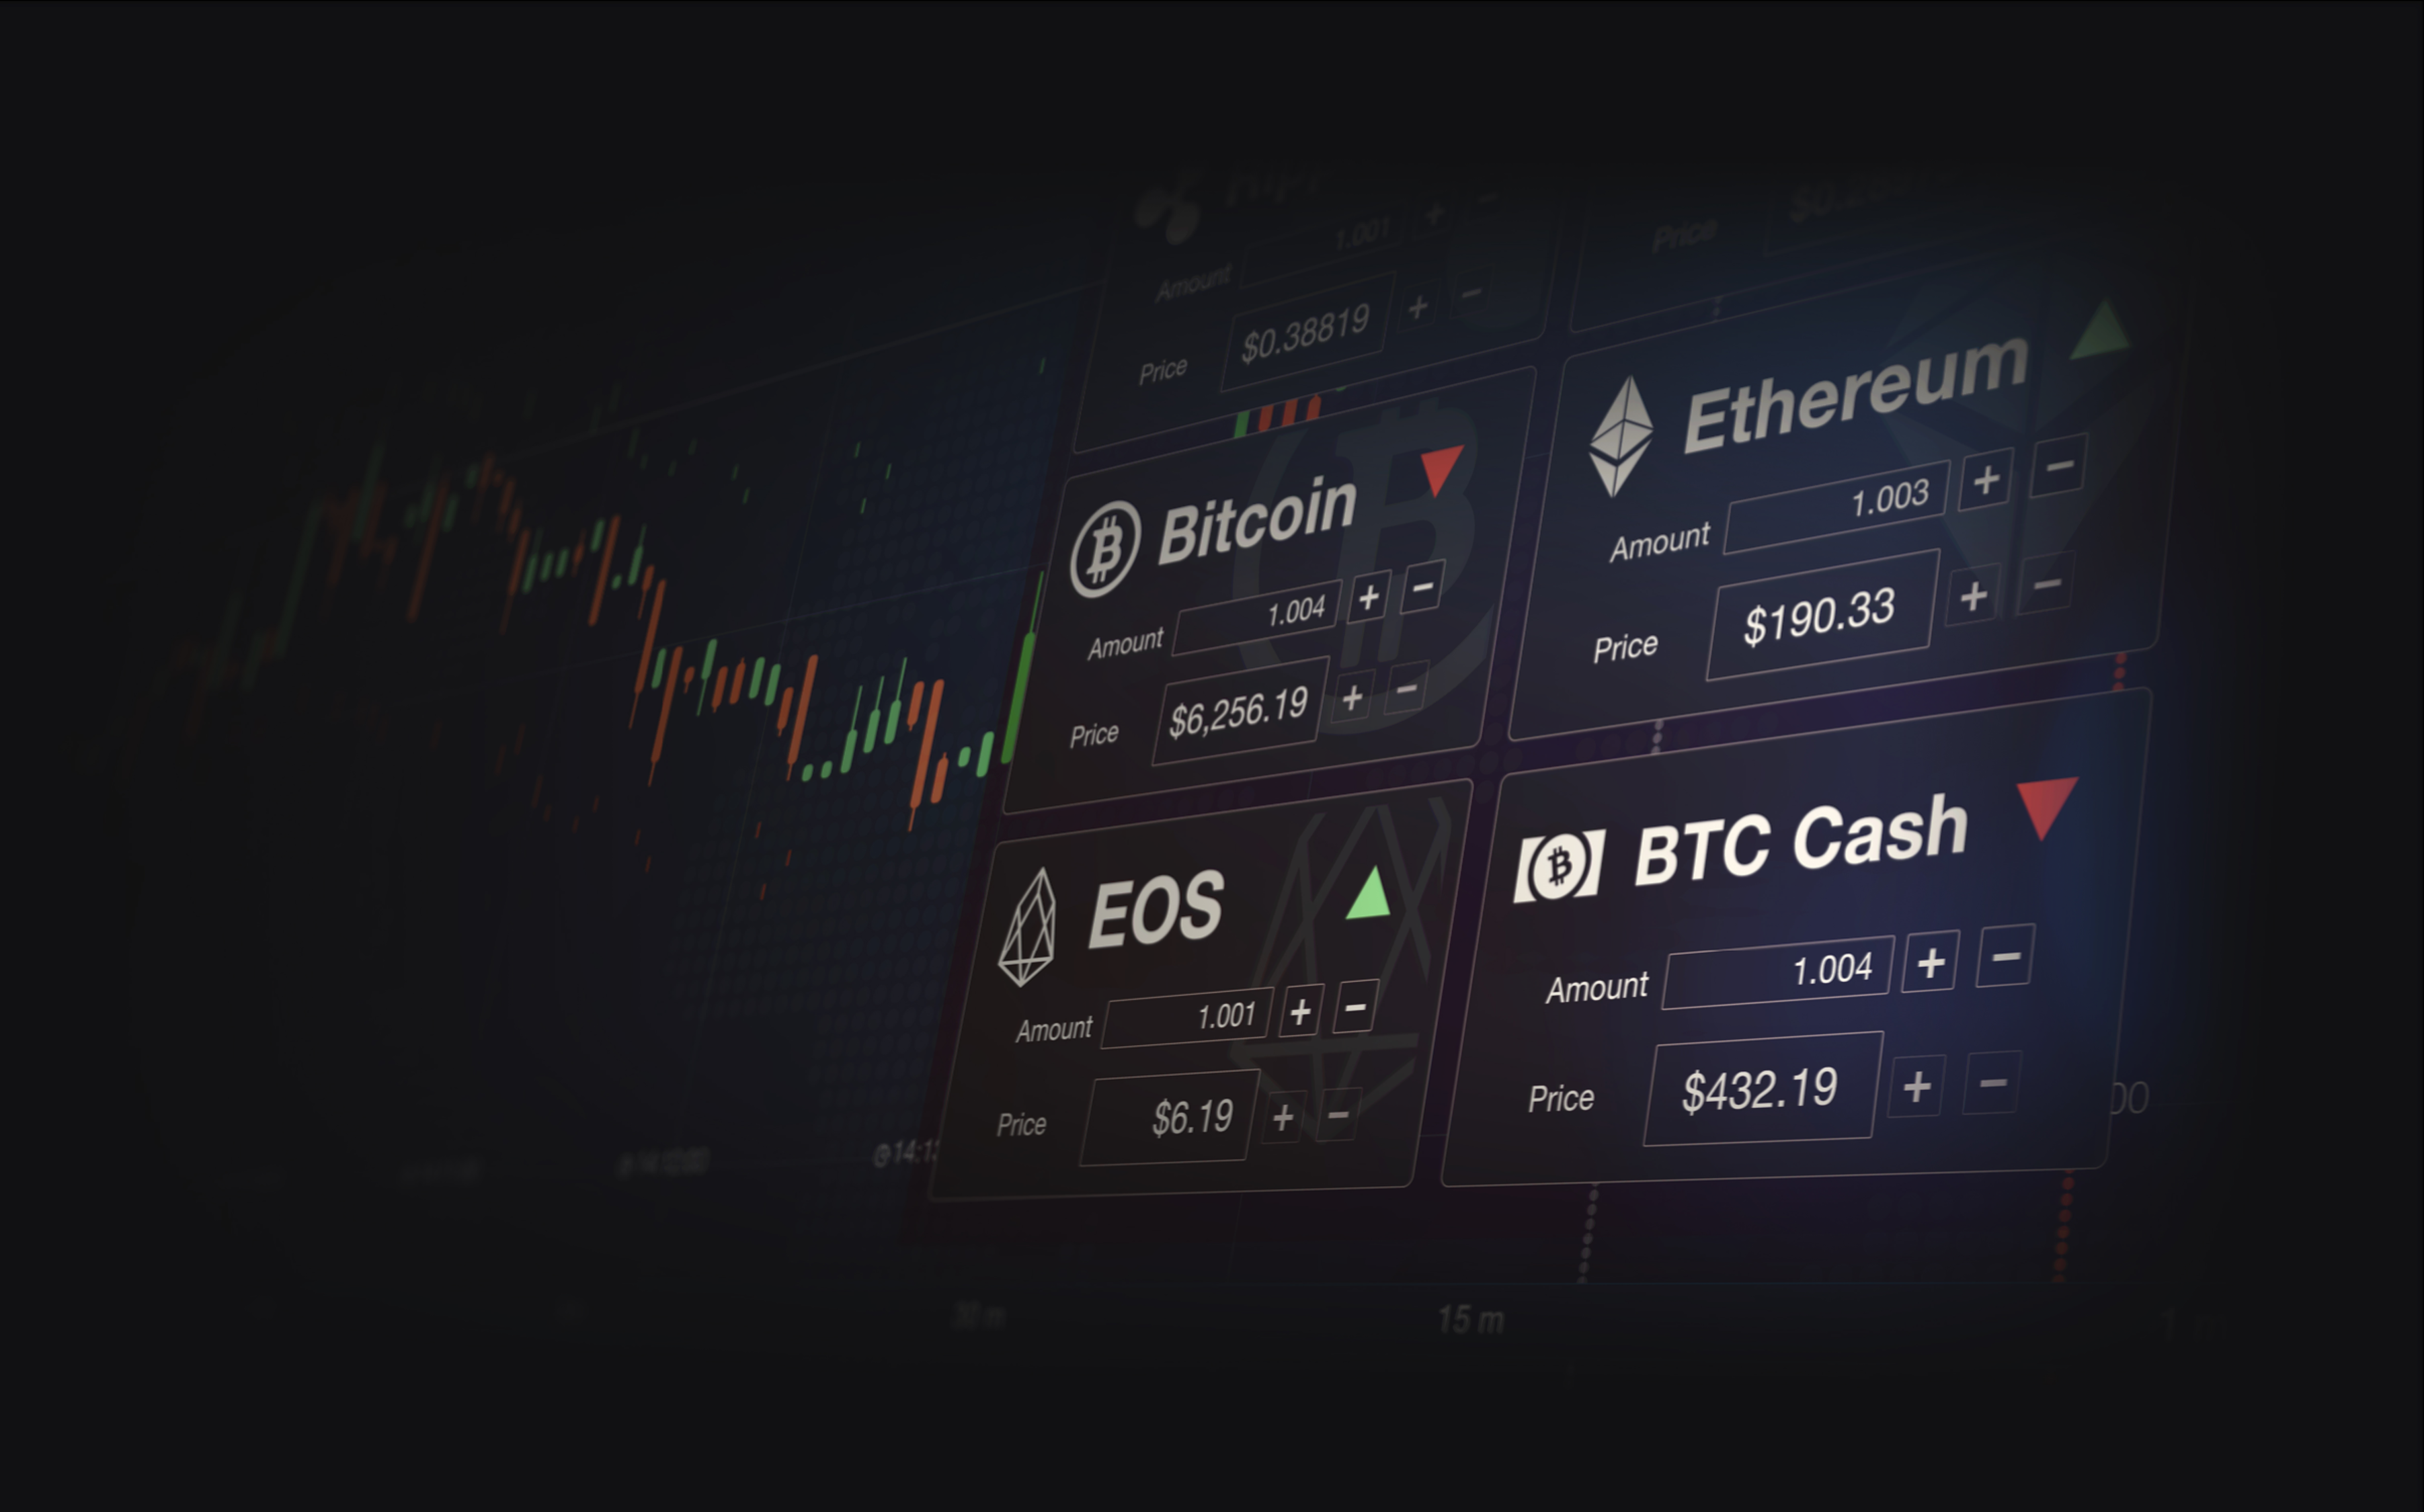 Amount 1.001 + −
Price $0.38819 + −
Price
Bitcoin
Amount 1.004 + −
Price $6,256.19 + −
Ethereum
Amount 1.003 + −
Price $190.33 + −
EOS
Amount 1.001 + −
Price $6.19 + −
BTC Cash
Amount 1.004 + −
Price $432.19 + −
15 m